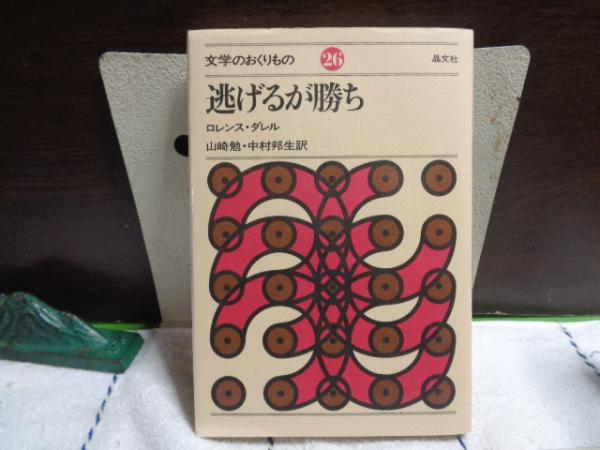 文学のおくりもの 26 晶文社
逃げるが勝ち
ロレンス・ダレル
山崎勉・中村邦生訳